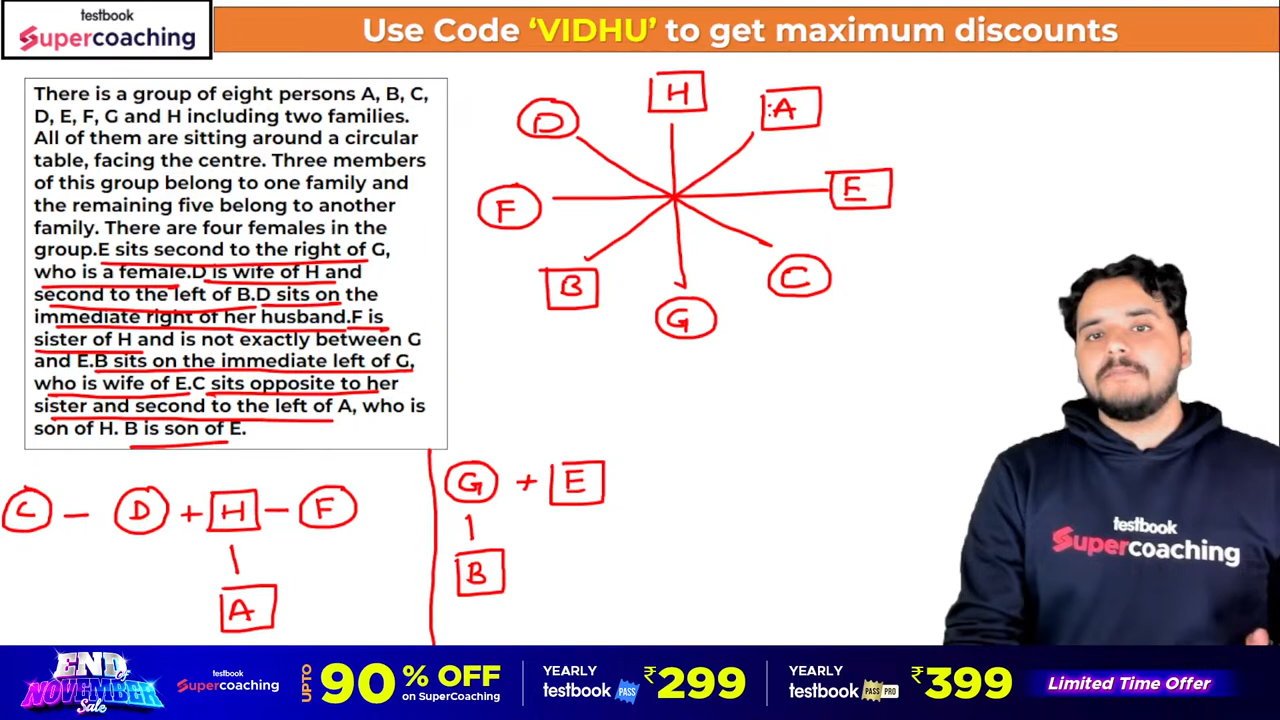 testbook
Supercoaching
Use Code ‘VIDHU’ to get maximum discounts
There is a group of eight persons A, B, C,
D, E, F, G and H including two families.
All of them are sitting around a circular
table, facing the centre. Three members
of this group belong to one family and
the remaining five belong to another
family. There are four females in the
group.E sits second to the right of G,
who is a female.D is wife of H and
second to the left of B.D sits on the
immediate right of her husband.F is
sister of H and is not exactly between G
and E.B sits on the immediate left of G,
who is wife of E.C sits opposite to her
sister and second to the left of A, who is
son of H. B is son of E.
H
A
D
E
F
C
B
G
C - D + H - F
A
G + E
B
testbook
Supercoaching
END of
NOVEMBER
Sale
testbook
Supercoaching
UPTO 90% OFF
on SuperCoaching
YEARLY
testbook PASS
₹299
YEARLY
testbook PASS PRO
₹399
Limited Time Offer